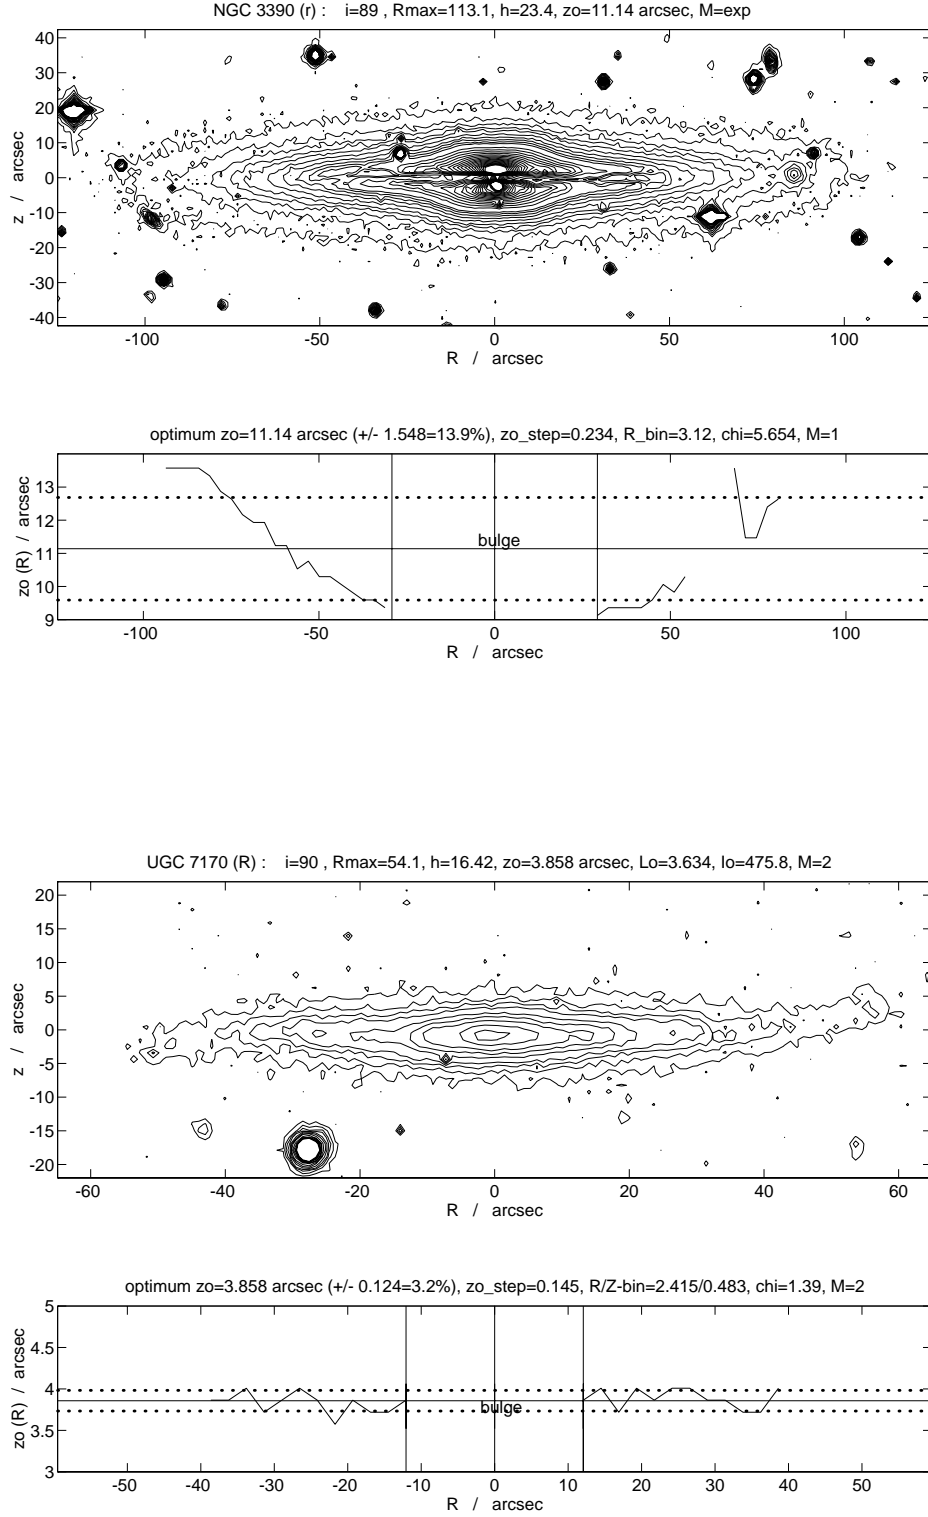 NGC 3390 (r) : i=89 , Rmax=113.1, h=23.4, zo=11.14 arcsec, M=exp
40
30
20
10
0
-10
-20
-30
-40
z / arcsec
-100 -50 0 50 100
R / arcsec
optimum zo=11.14 arcsec (+/- 1.548=13.9%), zo_step=0.234, R_bin=3.12, chi=5.654, M=1
13
12
11
10
9
zo (R) / arcsec
bulge
-100 -50 0 50 100
R / arcsec
UGC 7170 (R) : i=90 , Rmax=54.1, h=16.42, zo=3.858 arcsec, Lo=3.634, Io=475.8, M=2
20
15
10
5
0
-5
-10
-15
-20
z / arcsec
-60 -40 -20 0 20 40 60
R / arcsec
optimum zo=3.858 arcsec (+/- 0.124=3.2%), zo_step=0.145, R/Z-bin=2.415/0.483, chi=1.39, M=2
5
4.5
4
3.5
3
zo (R) / arcsec
bulge
-50 -40 -30 -20 -10 0 10 20 30 40 50
R / arcsec